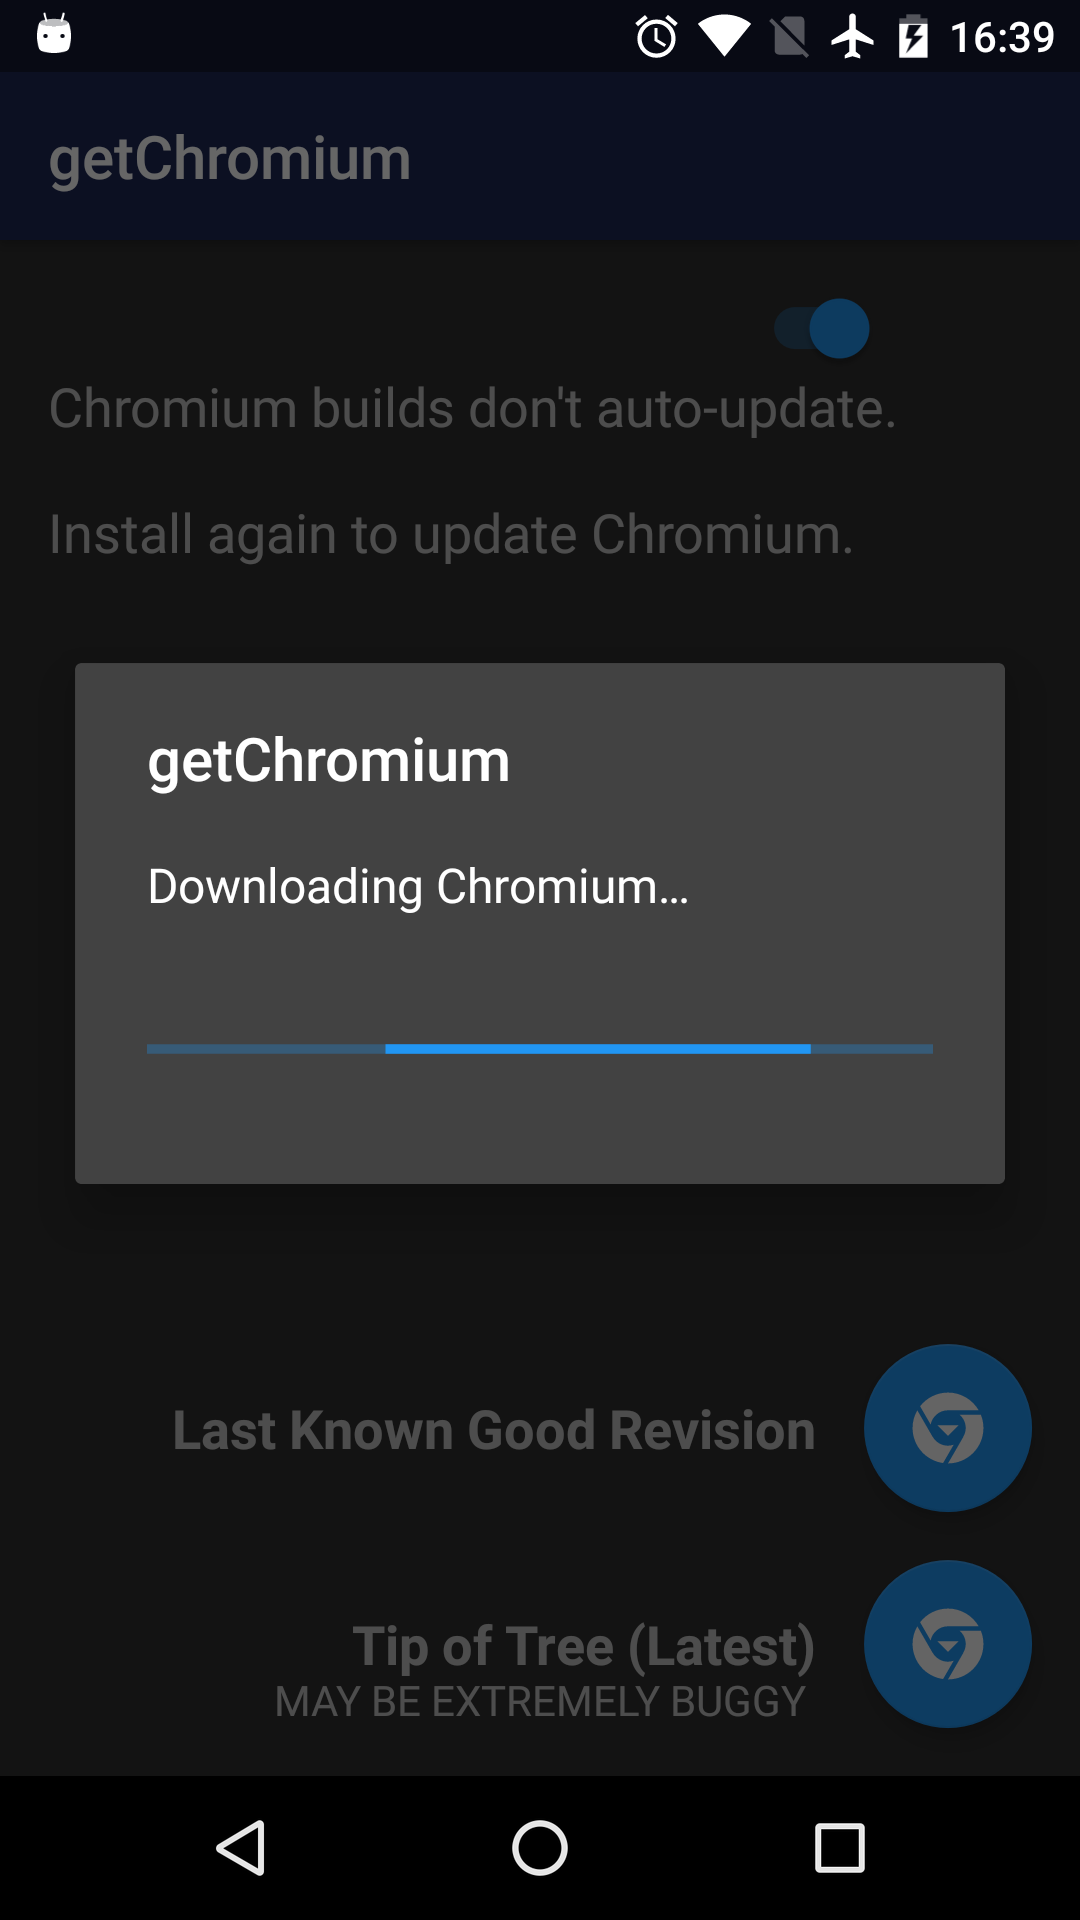 16:39
getChromium
Chromium builds don't auto-update.
Install again to update Chromium.
getChromium
Downloading Chromium…
Last Known Good Revision
Tip of Tree (Latest)
MAY BE EXTREMELY BUGGY